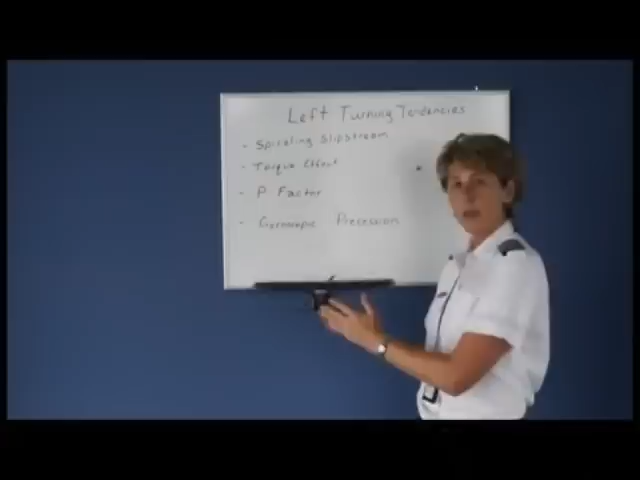 Left Turning Tendencies
- Spiraling Slipstream
- Torque Effect
- P Factor
- Gyroscopic Precession